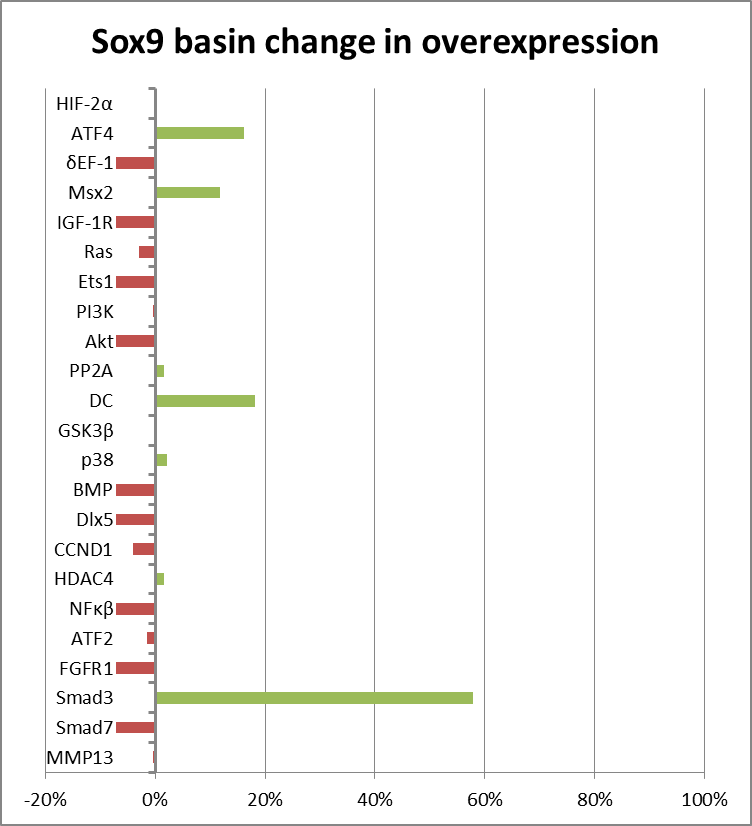 Sox9 basin change in overexpression
HIF-2α
ATF4
δEF-1
Msx2
IGF-1R
Ras
Ets1
PI3K
Akt
PP2A
DC
GSK3β
p38
BMP
Dlx5
CCND1
HDAC4
NFκβ
ATF2
FGFR1
Smad3
Smad7
MMP13
-20% 0% 20% 40% 60% 80% 100%